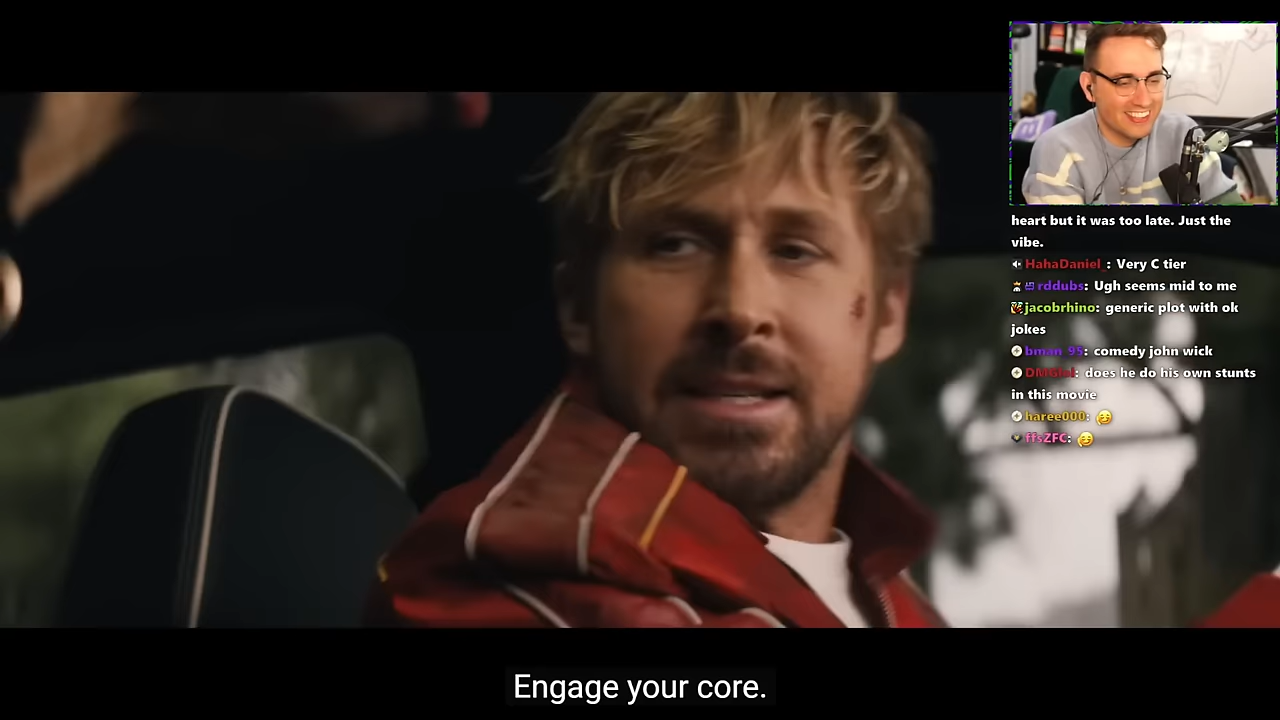 heart but it was too late. Just the
vibe.
HahaDaniel_: Very C tier
rddubs: Ugh seems mid to me
jacobrhino: generic plot with ok
jokes
bman_95: comedy john wick
does he do his own stunts
in this movie
haree000:
ffsZFC:
Engage your core.